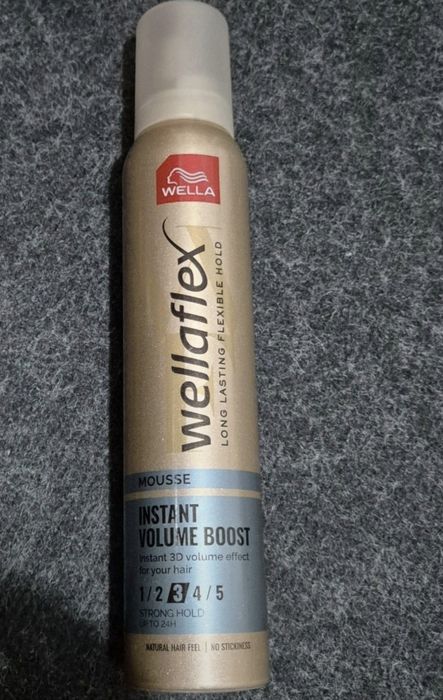 WELLA
wellaflex
LONG LASTING FLEXIBLE HOLD
MOUSSE
INSTANT
VOLUME BOOST
Instant 3D volume effect
for your hair
1/2/3/4/5
STRONG HOLD
UP TO 24H
NATURAL HAIR FEEL | NO STICKINESS